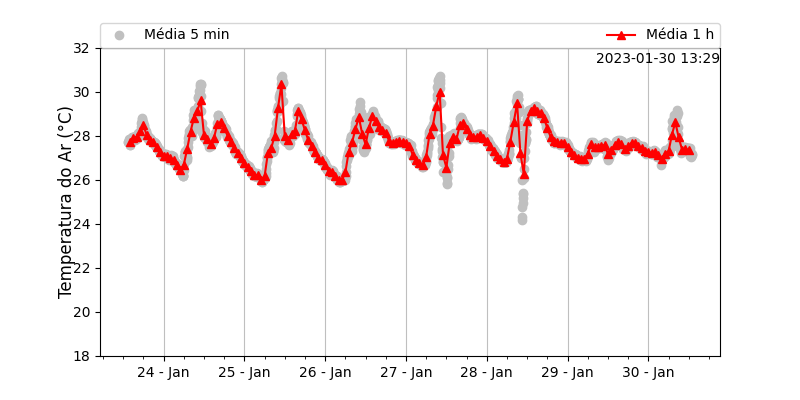 Média 5 min
Média 1 h
2023-01-30 13:29
Temperatura do Ar (°C)
32
30
28
26
24
22
20
18
24 - Jan
25 - Jan
26 - Jan
27 - Jan
28 - Jan
29 - Jan
30 - Jan